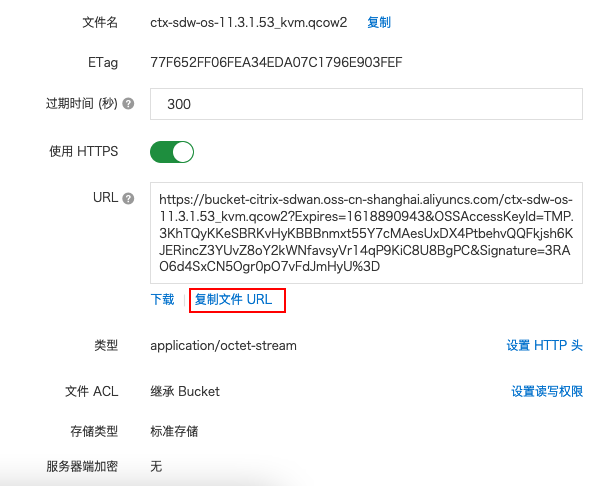 文件名 ctx-sdw-os-11.3.1.53_kvm.qcow2 复制
ETag 77F652FF06FEA34EDA07C1796E903FEF
过期时间 (秒) ? 300
使用 HTTPS
URL ? https://bucket-citrix-sdwan.oss-cn-shanghai.aliyuncs.com/ctx-sdw-os-
11.3.1.53_kvm.qcow2?Expires=1618890943&OSSAccessKeyId=TMP.
3KhTQyKKeSBRKvHyKBBBnmxt55Y7cMAesUxDX4PtbehvQQFkjsh6K
JERincZ3YUvZ8oY2kWNfavsyVr14qP9KiC8U8BgPC&Signature=3RA
O6d4SxCN5Ogr0pO7vFdJmHyU%3D
下载 复制文件 URL
类型 application/octet-stream 设置 HTTP 头
文件 ACL 继承 Bucket 设置读写权限
存储类型 标准存储
服务器端加密 无